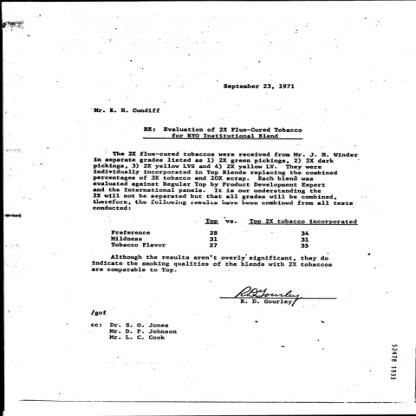 September 23, 1971
Mr. E. H. Cundiff
RE: Evaluation of 2X Flue-Cured Tobacco
for RYO Institutional Blend
The 2X flue-cured tobaccos were received from Mr. J. H. Winder
in separate grades listed as 1) 2X green pickings, 2) 2X dark
pickings, 3) 2X yellow LVS and 4) 2X yellow LV. They were
individually incorporated in Top Blends replacing the combined
percentages of 3X tobacco and 20X scrap. Each blend was
evaluated against Regular Top by Product Development Expert
and the International panels. It is our understanding the
2X will not be separated but that all grades will be combined,
therefore, the following results have been combined from all tests
conducted:
Top vs. Top 2X tobacco incorporated
Preference 28 34
Mildness 31 31
Tobacco Flavor 27 35
Although the results aren't overly significant, they do
indicate the smoking qualities of the blends with 2X tobaccos
are comparable to Top.
RD Gourley
R. D. Gourley
/gof
cc: Dr. S. O. Jones
Mr. D. P. Johnson
Mr. L. C. Cook
52478 1933